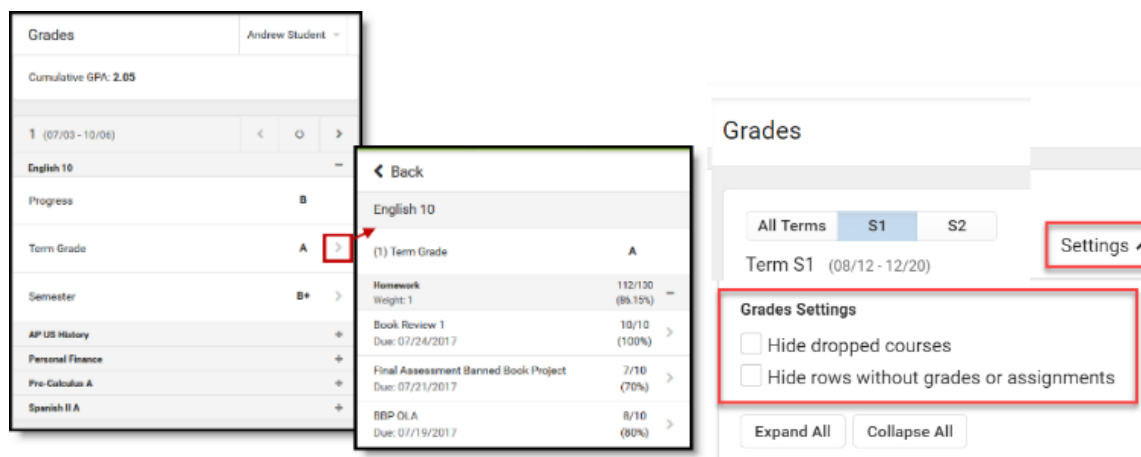 Grades
Andrew Student
Cumulative GPA: 2.05
1 (07/03 - 10/06)
English 10
Progress B
Term Grade A
Semester B+
AP US History
Personal Finance
Pre-Calculus A
Spanish II A
Back
English 10
(1) Term Grade A
Homework 112/130
Weight: 1 (86.15%)
Book Review 1 10/10
Due: 07/24/2017 (100%)
Final Assessment Banned Book Project 7/10
Due: 07/21/2017 (70%)
BBP OLA 8/10
Due: 07/19/2017 (80%)
Grades
All Terms S1 S2
Term S1 (08/12 - 12/20)
Settings
Grades Settings
Hide dropped courses
Hide rows without grades or assignments
Expand All Collapse All